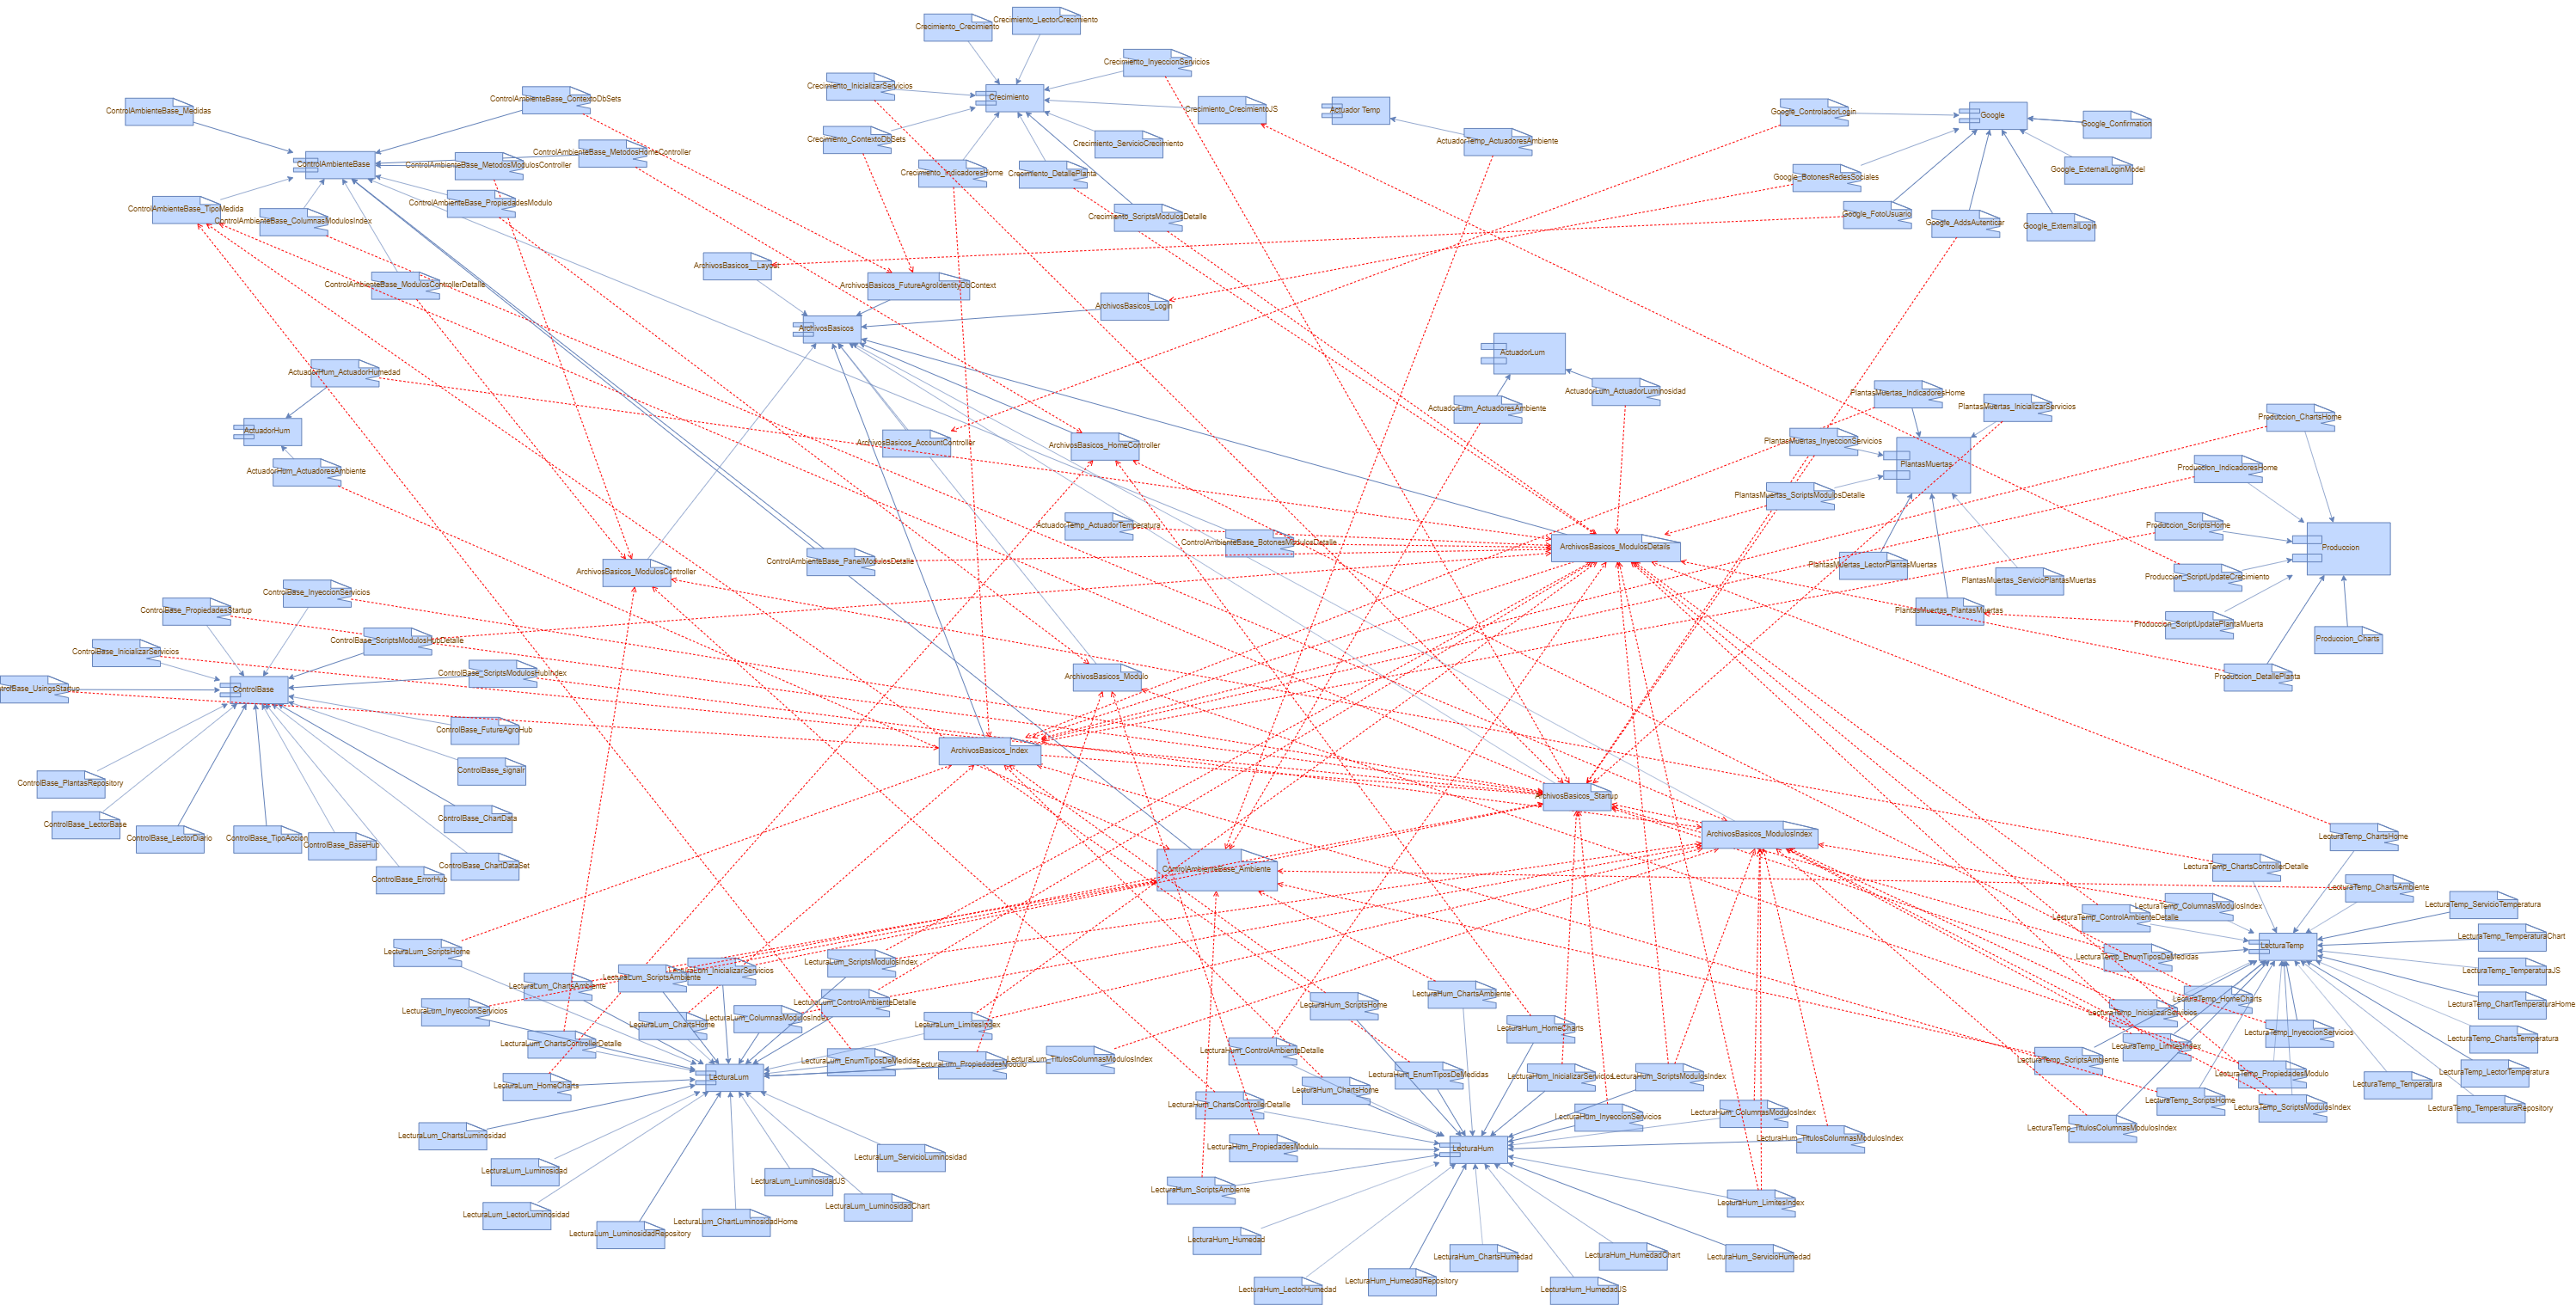 Crecimiento_LectorCrecimiento
Crecimiento_Crecimiento
Crecimiento_InyeccionServicios
Crecimiento_InicializarServicios
Crecimiento
Crecimiento_CrecimientoJS
Crecimiento_ContextoDbSets
Crecimiento_ServicioCrecimiento
Crecimiento_IndicadoresHome
Crecimiento_DetallePlanta
Crecimiento_ScriptsModulosDetalle
Actuador Temp
ActuadorTemp_ActuadoresAmbiente
Google_ControladorLogin
Google
Google_Confirmation
Google_BotonesRedesSociales
Google_ExternalLoginModel
Google_FotoUsuario
Google_AddsAutenticar
Google_ExternalLogin
ControlAmbienteBase_Medidas
ControlAmbienteBase_ContextoDbSets
ControlAmbienteBase_MetodosHomeController
ControlAmbienteBase
ControlAmbienteBase_MetodosModulosController
ControlAmbienteBase_TipoMedida
ControlAmbienteBase_PropiedadesModulo
ControlAmbienteBase_ColumnasModulosIndex
ControlAmbienteBase_ModulosControllerDetalle
ArchivosBasicos__Layout
ArchivosBasicos_FutureAgroIdentityDbContext
ArchivosBasicos_Login
ArchivosBasicos
ActuadorHum_ActuadorHumedad
ActuadorHum
ActuadorHum_ActuadoresAmbiente
ActuadorLum
ActuadorLum_ActuadorLuminosidad
ActuadorLum_ActuadoresAmbiente
ArchivosBasicos_AccountController
ArchivosBasicos_HomeController
PlantasMuertas_IndicadoresHome
PlantasMuertas_InicializarServicios
PlantasMuertas_InyeccionServicios
PlantasMuertas
PlantasMuertas_ScriptsModulosDetalle
PlantasMuertas_LectorPlantasMuertas
PlantasMuertas_ServicioPlantasMuertas
PlantasMuertas_PlantasMuertas
Produccion_ChartsHome
Produccion_IndicadoresHome
Produccion_ScriptsHome
Produccion
Produccion_ScriptUpdateCrecimiento
Produccion_ScriptUpdatePlantaMuerta
Produccion_Charts
Produccion_DetallePlanta
ActuadorTemp_ActuadorTemperatura
ControlAmbienteBase_BotonesModulosDetalle
ArchivosBasicos_ModulosDetails
ControlAmbienteBase_PanelModulosDetalle
ArchivosBasicos_ModulosController
ControlBase_InyeccionServicios
ControlBase_PropiedadesStartup
ControlBase_ScriptsModulosHubDetalle
ControlBase_InicializarServicios
ControlBase_ScriptsModulosHubIndex
trolBase_UsingsStartup
ControlBase
ControlBase_FutureAgroHub
ControlBase_signalr
ControlBase_PlantasRepository
ControlBase_ChartData
ControlBase_LectorBase
ControlBase_LectorDiario
ControlBase_TipoAccion
ControlBase_BaseHub
ControlBase_ChartDataSet
ControlBase_ErrorHub
ArchivosBasicos_Modulo
ArchivosBasicos_Index
ArchivosBasicos_Startup
ArchivosBasicos_ModulosIndex
ControlAmbienteBase_Ambiente
LecturaTemp_ChartsHome
LecturaTemp_ChartsControllerDetalle
LecturaTemp_ChartsAmbiente
LecturaTemp_ColumnasModulosIndex
LecturaTemp_ServicioTemperatura
LecturaTemp_ControlAmbienteDetalle
LecturaTemp_TemperaturaChart
LecturaTemp
LecturaTemp_EnumTiposDeMedidas
LecturaTemp_TemperaturaJS
LecturaTemp_HomeCharts
LecturaTemp_ChartTemperaturaHome
LecturaTemp_InicializarServicios
LecturaTemp_InyeccionServicios
LecturaTemp_ChartsTemperatura
LecturaTemp_LimitesIndex
LecturaTemp_ScriptsAmbiente
LecturaTemp_PropiedadesModulo
LecturaTemp_LectorTemperatura
LecturaTemp_Temperatura
LecturaTemp_ScriptsHome
LecturaTemp_ScriptsModulosIndex
LecturaTemp_TemperaturaRepository
LecturaTemp_TitulosColumnasModulosIndex
LecturaLum_ScriptsHome
LecturaLum_ScriptsModulosIndex
LecturaLum_InicializarServicios
LecturaLum_ScriptsAmbiente
LecturaLum_ChartsAmbiente
LecturaLum_ControlAmbienteDetalle
LecturaLum_InyeccionServicios
LecturaLum_ColumnasModulosIndex
LecturaLum_ChartsHome
LecturaLum_LimitesIndex
LecturaLum_ChartsControllerDetalle
LecturaLum_EnumTiposDeMedidas
LecturaLum_PropiedadesModulo
LecturaLum_TitulosColumnasModulosIndex
LecturaLum
LecturaLum_HomeCharts
LecturaLum_ChartsLuminosidad
LecturaLum_ServicioLuminosidad
LecturaLum_Luminosidad
LecturaLum_LuminosidadJS
LecturaLum_LuminosidadChart
LecturaLum_LectorLuminosidad
LecturaLum_ChartLuminosidadHome
LecturaLum_LuminosidadRepository
LecturaHum_ChartsAmbiente
LecturaHum_ScriptsHome
LecturaHum_HomeCharts
LecturaHum_ControlAmbienteDetalle
LecturaHum_EnumTiposDeMedidas
LecturaHum_InicializarServicios
LecturaHum_ScriptsModulosIndex
LecturaHum_ChartsHome
LecturaHum_ChartsControllerDetalle
LecturaHum_InyeccionServicios
LecturaHum_ColumnasModulosIndex
LecturaHum_TitulosColumnasModulosIndex
LecturaHum_PropiedadesModulo
LecturaHum
LecturaHum_ScriptsAmbiente
LecturaHum_LimitesIndex
LecturaHum_Humedad
LecturaHum_ChartsHumedad
LecturaHum_HumedadChart
LecturaHum_ServicioHumedad
LecturaHum_LectorHumedad
LecturaHum_HumedadRepository
LecturaHum_HumedadJS